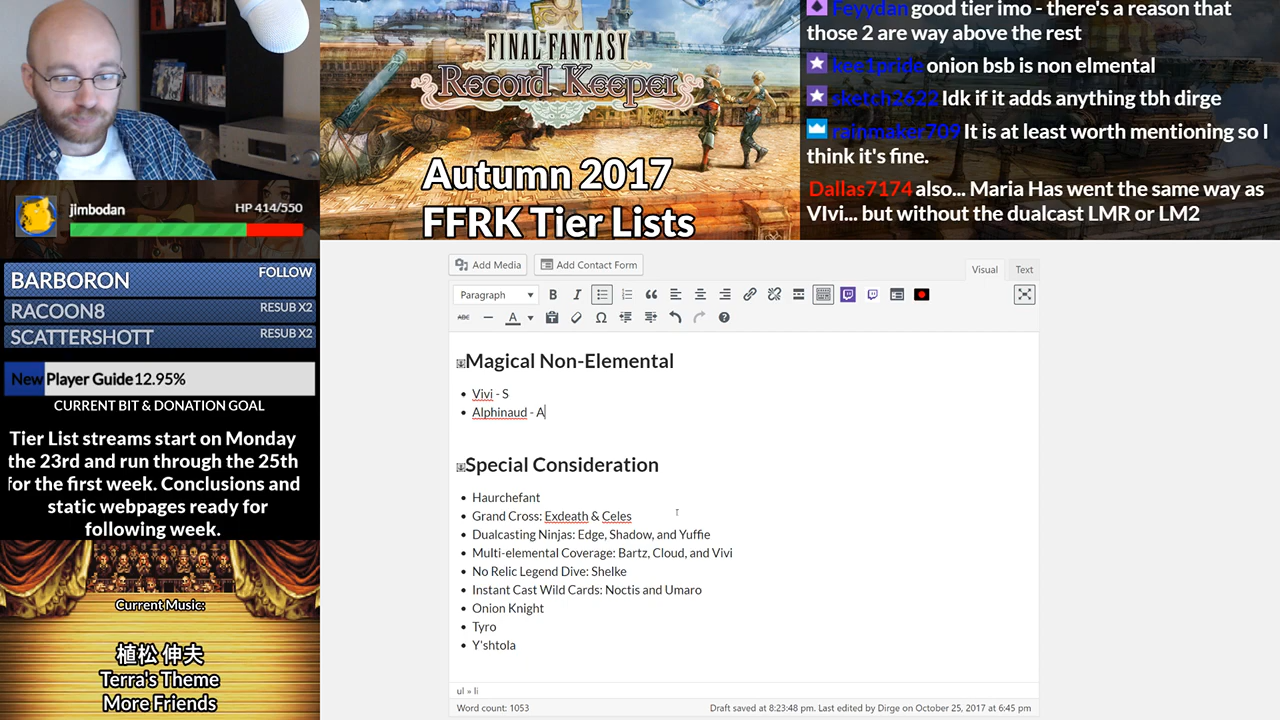 jimbodan
HP 414/550
BARBORON
FOLLOW
RACOON8
RESUB X2
SCATTERSHOTT
RESUB X2
New Player Guide 12.95%
CURRENT BIT & DONATION GOAL
Tier List streams start on Monday
the 23rd and run through the 25th
for the first week. Conclusions and
static webpages ready for
following week.
Current Music:
植松 伸夫
Terra's Theme
More Friends
FINAL FANTASY
Record Keeper
Autumn 2017
FFRK Tier Lists
Feyydan good tier imo - there's a reason that
those 2 are way above the rest
kee1pride onion bsb is non elmental
sketch2622 Idk if it adds anything tbh dirge
rainmaker709 It is at least worth mentioning so I
think it's fine.
Dallas7174 also... Maria Has went the same way as
VIvi... but without the dualcast LMR or LM2
Add Media
Add Contact Form
Visual
Text
Paragraph
B
I
ABC
A
Magical Non-Elemental
Vivi - S
Alphinaud - A
Special Consideration
Haurchefant
Grand Cross: Exdeath & Celes
Dualcasting Ninjas: Edge, Shadow, and Yuffie
Multi-elemental Coverage: Bartz, Cloud, and Vivi
No Relic Legend Dive: Shelke
Instant Cast Wild Cards: Noctis and Umaro
Onion Knight
Tyro
Y'shtola
ul » li
Word count: 1053
Draft saved at 8:23:48 pm. Last edited by Dirge on October 25, 2017 at 6:45 pm